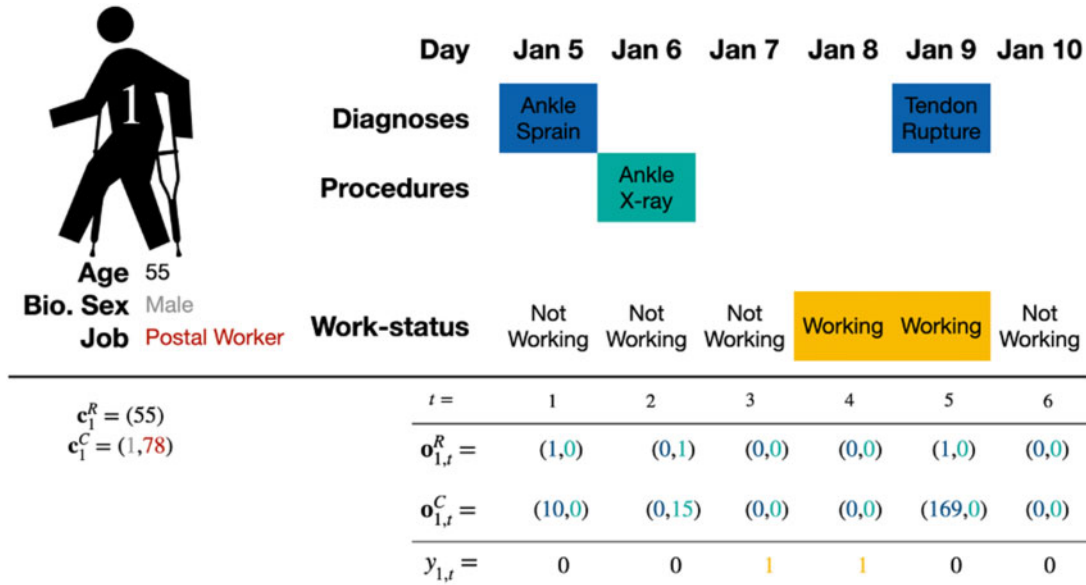 1
Age 55
Bio. Sex Male
Job Postal Worker
Day Jan 5 Jan 6 Jan 7 Jan 8 Jan 9 Jan 10
Diagnoses Ankle Sprain Tendon Rupture
Procedures Ankle X-ray
Work-status Not Working Not Working Not Working Working Working Not Working
c₁ᴿ = (55)
c₁ᶜ = (1,78)
t = 1 2 3 4 5 6
o₁,ₜᴿ = (1,0) (0,1) (0,0) (0,0) (1,0) (0,0)
o₁,ₜᶜ = (10,0) (0,15) (0,0) (0,0) (169,0) (0,0)
y₁,ₜ = 0 0 1 1 0 0